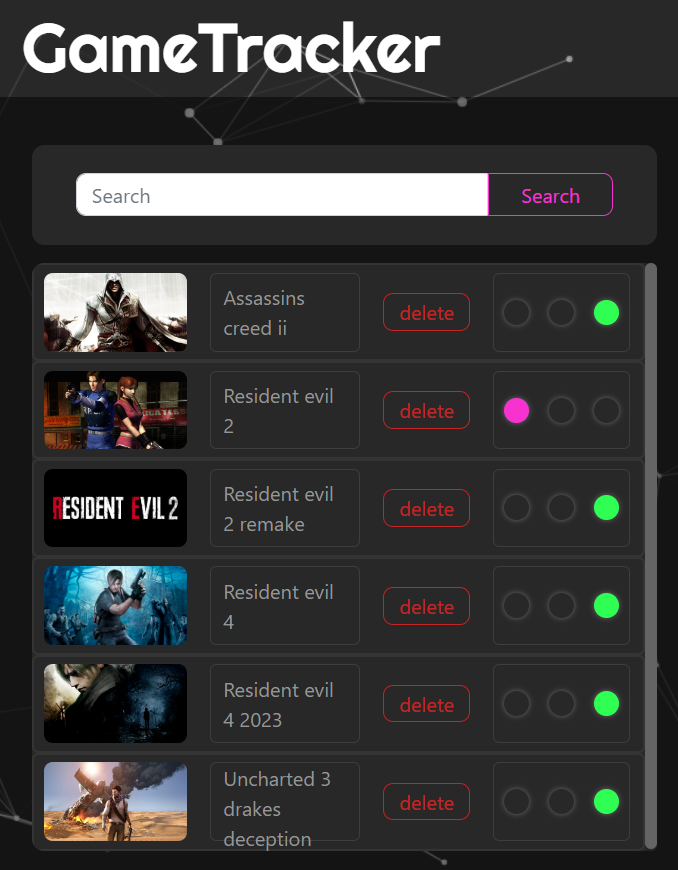 GameTracker
Search
Search
Assassins
creed ii
delete
Resident evil
2
delete
RESIDENT EVIL 2
Resident evil
2 remake
delete
Resident evil
4
delete
Resident evil
4 2023
delete
Uncharted 3
drakes
deception
delete